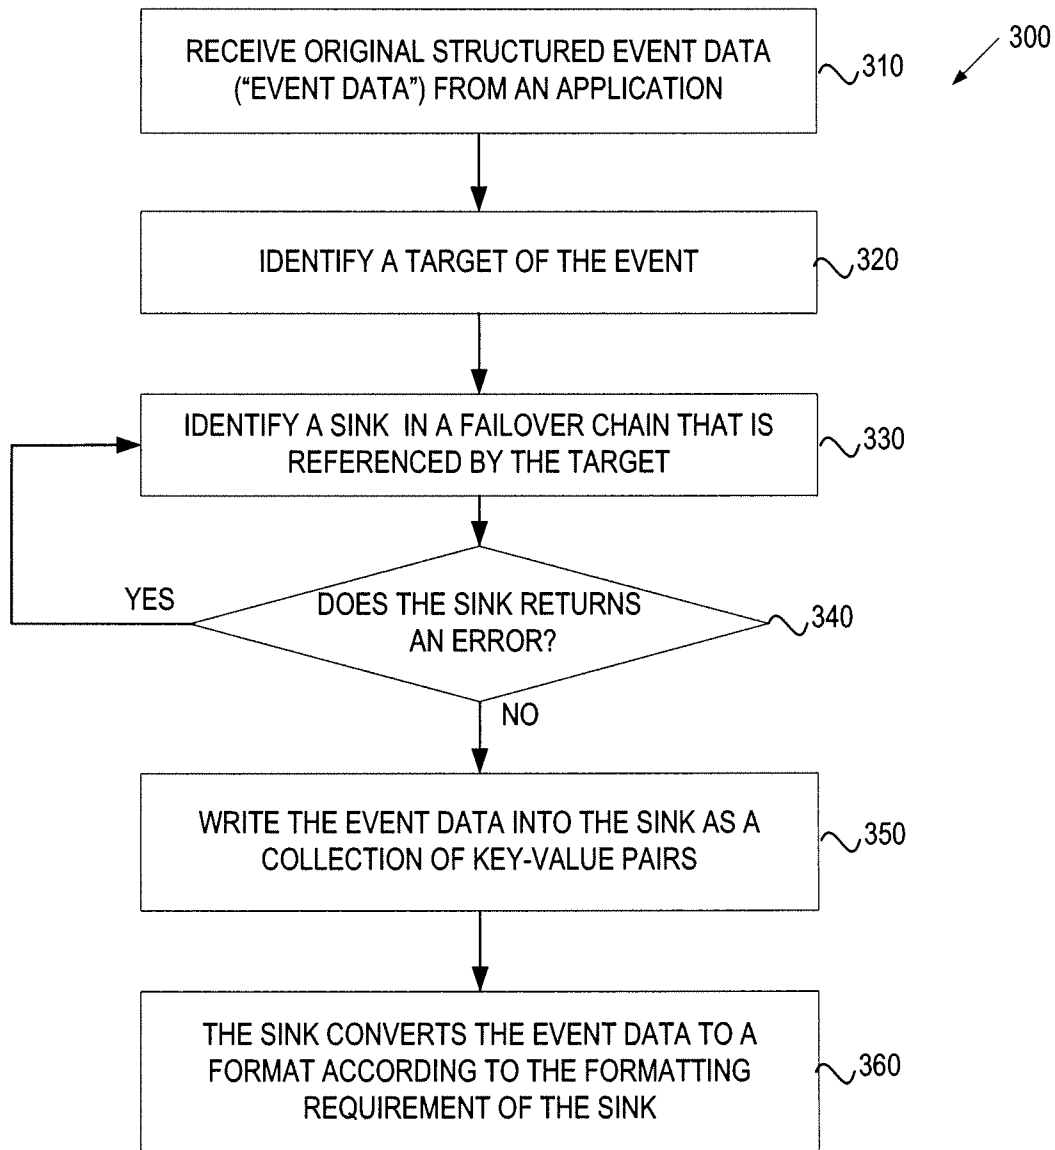 300
RECEIVE ORIGINAL STRUCTURED EVENT DATA
(“EVENT DATA”) FROM AN APPLICATION
310
IDENTIFY A TARGET OF THE EVENT
320
IDENTIFY A SINK IN A FAILOVER CHAIN THAT IS
REFERENCED BY THE TARGET
330
YES
DOES THE SINK RETURNS
AN ERROR?
340
NO
WRITE THE EVENT DATA INTO THE SINK AS A
COLLECTION OF KEY-VALUE PAIRS
350
THE SINK CONVERTS THE EVENT DATA TO A
FORMAT ACCORDING TO THE FORMATTING
REQUIREMENT OF THE SINK
360